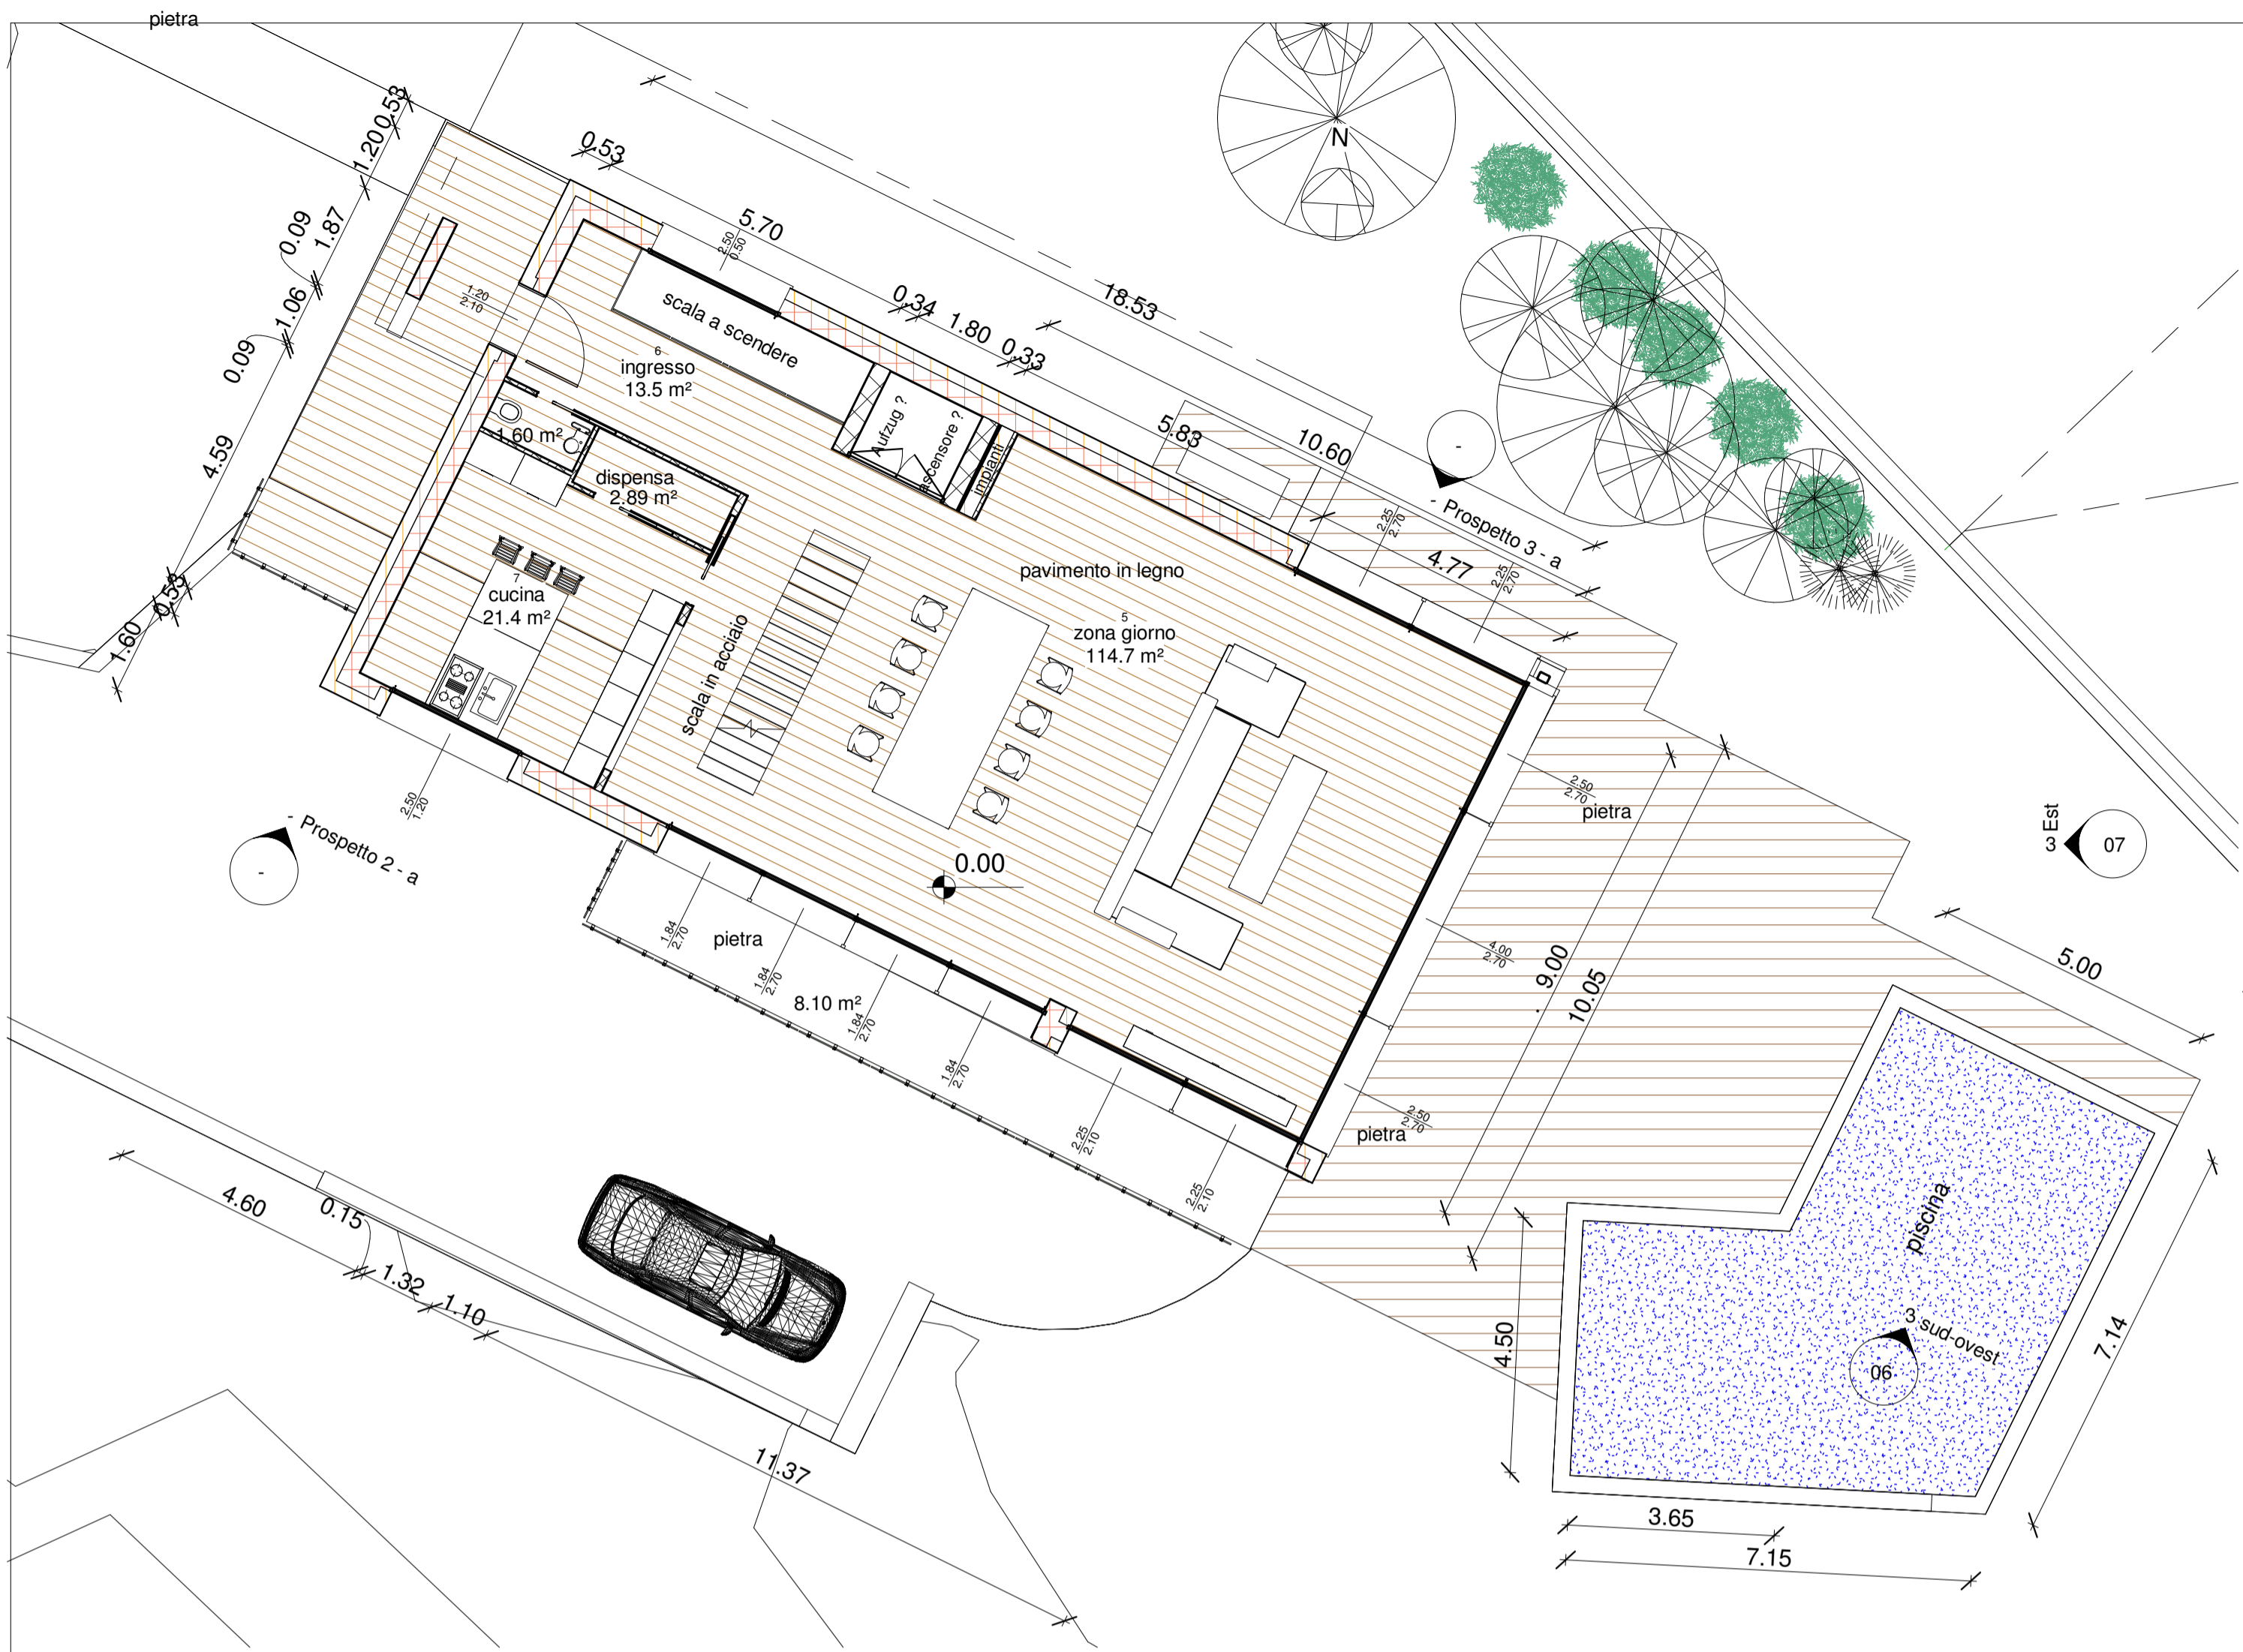 pietra
0.53
1.20
1.87
0.09
1.06
0.09
4.59
0.53
1.60
0.53
5.70
2.50
0.50
0.34
1.80
0.33
18.53
5.83
10.60
4.77
N
1.20
2.10
scala a scendere
6
ingresso
13.5 m²
Aufzug ?
ascensore ?
impianti
1.60 m²
dispensa
2.89 m²
7
cucina
21.4 m²
scala in acciaio
pavimento in legno
5
zona giorno
114.7 m²
0.00
-
- Prospetto 3 - a
2.25
2.70
2.25
2.70
2.50
2.70
pietra
4.00
2.70
9.00
10.05
2.50
2.70
pietra
-
- Prospetto 2 - a
2.50
1.20
1.84
2.70
pietra
1.84
2.70
8.10 m²
1.84
2.70
1.84
2.70
2.25
2.10
2.25
2.10
3 Est
07
5.00
piscina
3 sud-ovest
06
7.14
4.50
3.65
7.15
4.60
0.15
1.32
1.10
11.37